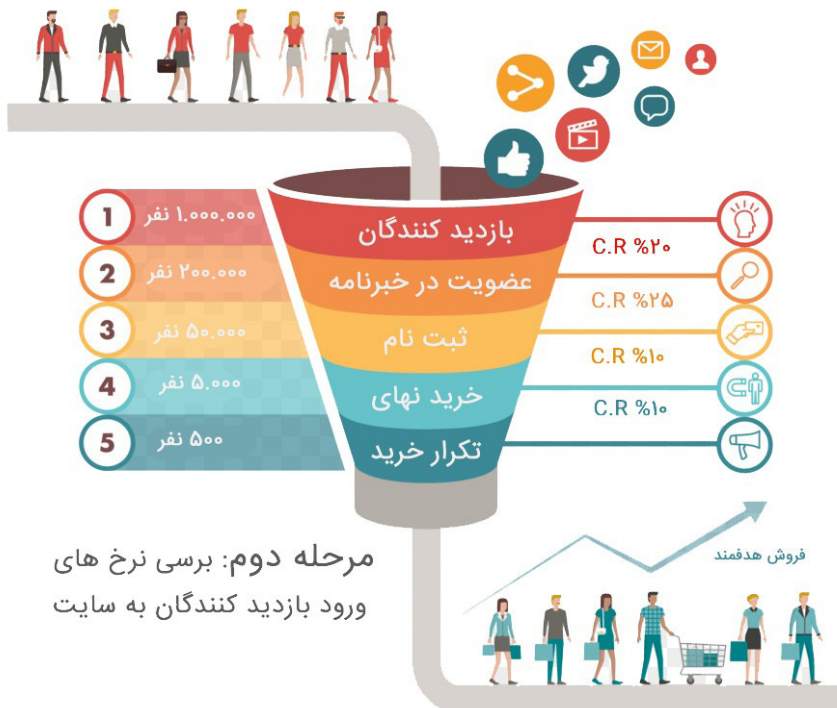 1
۱.۰۰۰.۰۰۰ نفر
بازدید کنندگان
C.R %۲۰
2
۲۰۰.۰۰۰ نفر
عضویت در خبرنامه
C.R %۲۵
3
۵۰.۰۰۰ نفر
ثبت نام
C.R %۱۰
4
۵.۰۰۰ نفر
خرید نهای
C.R %۱۰
5
۵۰۰ نفر
تکرار خرید
مرحله دوم: برسی نرخ های
ورود بازدید کنندگان به سایت
فروش هدفمند